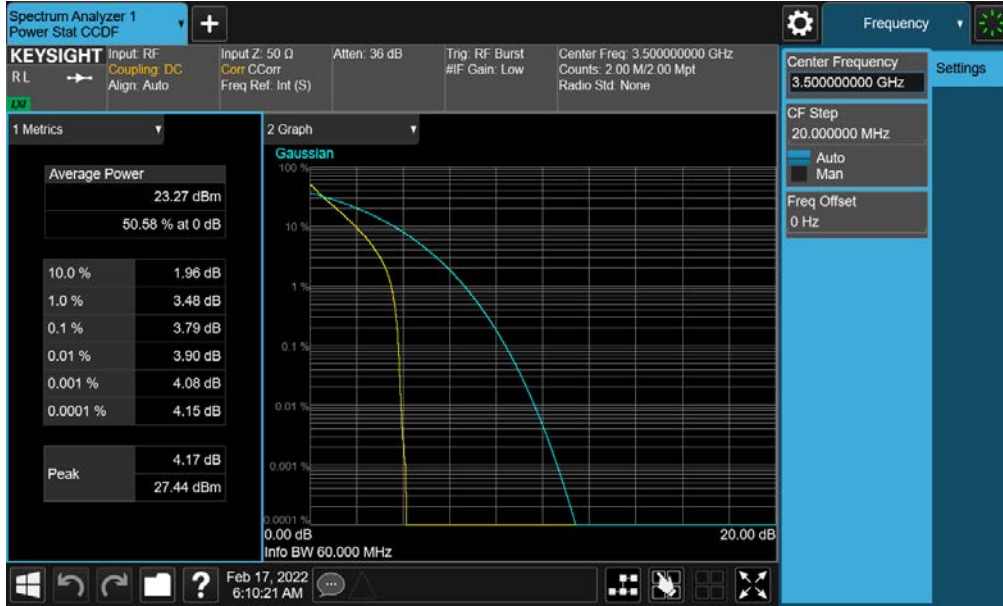 Spectrum Analyzer 1
Power Stat CCDF
Frequency
KEYSIGHT
RL
LXI
Input: RF
Coupling: DC
Align: Auto
Input Z: 50 Ω
Corr CCorr
Freq Ref: Int (S)
Atten: 36 dB
Trig: RF Burst
#IF Gain: Low
Center Freq: 3.500000000 GHz
Counts: 2.00 M/2.00 Mpt
Radio Std: None
Center Frequency
3.500000000 GHz
Settings
CF Step
20.000000 MHz
Auto
Man
Freq Offset
0 Hz
1 Metrics
Average Power
23.27 dBm
50.58 % at 0 dB
10.0 % 1.96 dB
1.0 % 3.48 dB
0.1 % 3.79 dB
0.01 % 3.90 dB
0.001 % 4.08 dB
0.0001 % 4.15 dB
Peak
4.17 dB
27.44 dBm
2 Graph
Gaussian
100 %
10 %
1 %
0.1 %
0.01 %
0.001 %
0.0001 %
0.00 dB 20.00 dB
Info BW 60.000 MHz
? Feb 17, 2022
6:10:21 AM